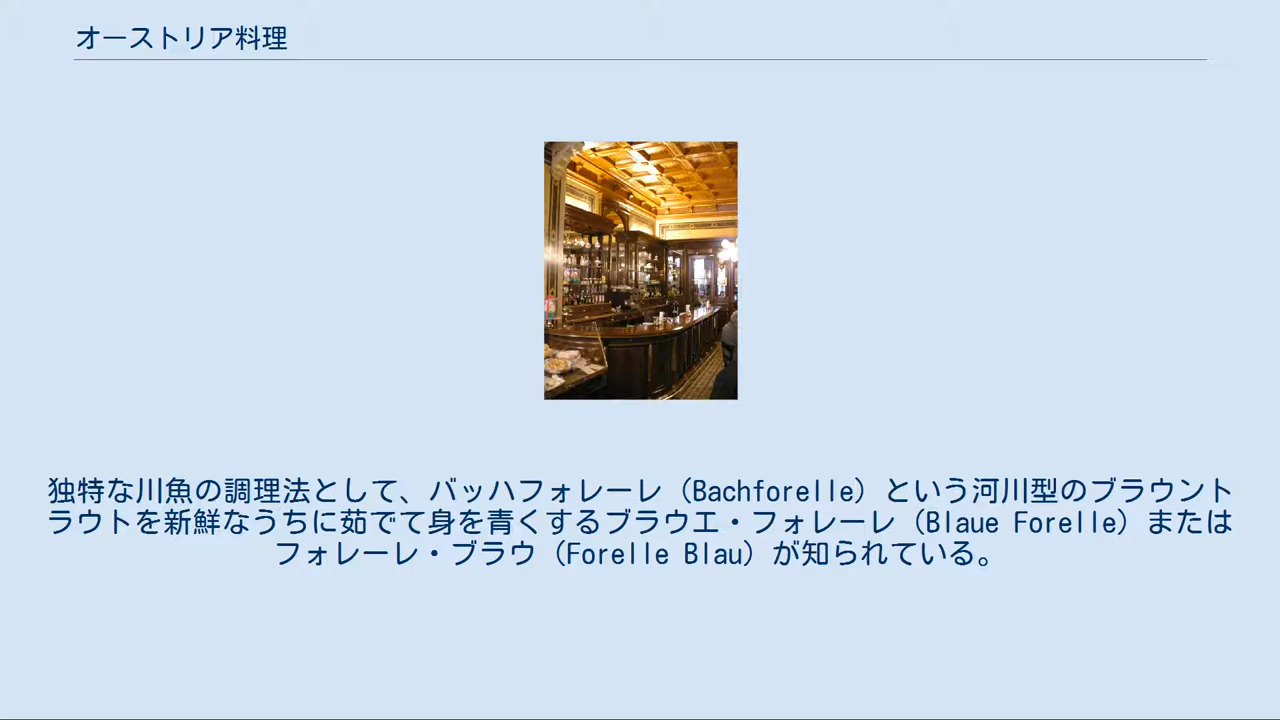 オーストリア料理
独特な川魚の調理法として、バッハフォレーレ（Bachforelle）という河川型のブラウント
ラウトを新鮮なうちに茹でて身を青くするブラウエ・フォレーレ（Blaue Forelle）または
フォレーレ・ブラウ（Forelle Blau）が知られている。